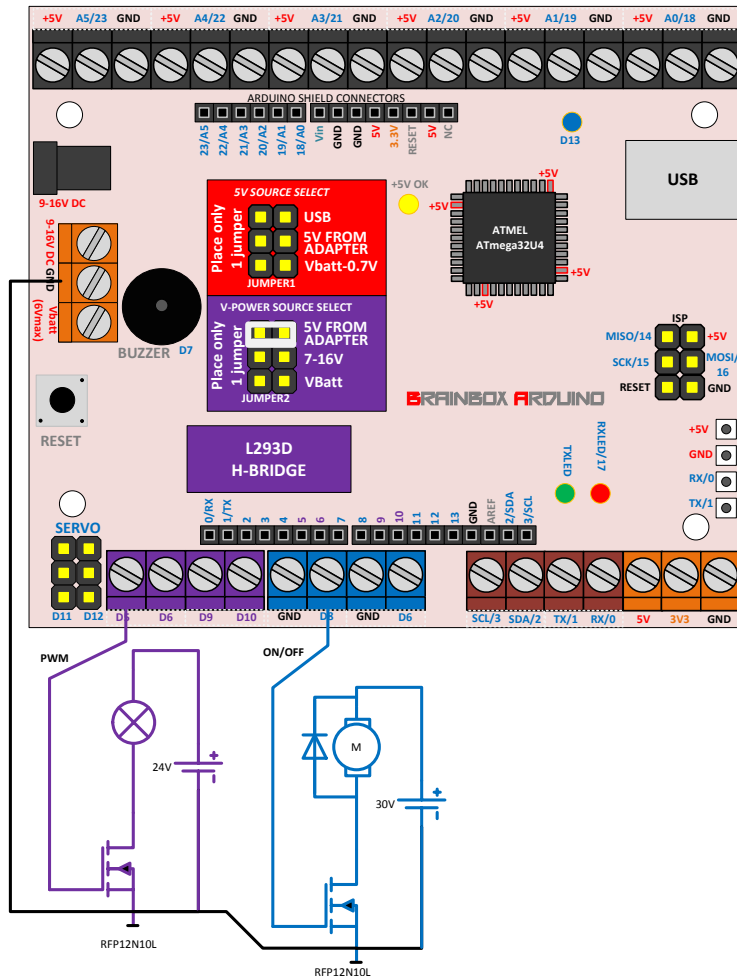 +5V A5/23 GND +5V A4/22 GND +5V A3/21 GND +5V A2/20 GND +5V A1/19 GND +5V A0/18 GND
ARDUINO SHIELD CONNECTORS
23/A5 22/A4 21/A3 20/A2 19/A1 18/A0 Vin GND GND 5V 3.3V RESET 5V NC
D13
USB
9-16V DC
9-16V DC
GND
Vbatt
(6Vmax)
BUZZER
D7
RESET
5V SOURCE SELECT
Place only
1 jumper
USB
5V FROM
ADAPTER
Vbatt-0.7V
JUMPER1
V-POWER SOURCE SELECT
Place only
1 jumper
5V FROM
ADAPTER
7-16V
VBatt
JUMPER2
+5V OK
+5V
+5V
+5V
+5V
ATMEL
ATmega32U4
ISP
MISO/14 +5V
SCK/15 MOSI/
16
RESET GND
BRAINBOX ARDUINO
+5V
GND
RX/0
TX/1
L293D
H-BRIDGE
TXLED
RXLED/17
0/RX 1/TX 2 3 4 5 6 7 8 9 10 11 12 13 GND AREF 2/SDA 3/SCL
SERVO
D11 D12 D5 D6 D9 D10 GND D8 GND D6 SCL/3 SDA/2 TX/1 RX/0 5V 3V3 GND
PWM
ON/OFF
M
24V
+
30V
+
RFP12N10L
RFP12N10L